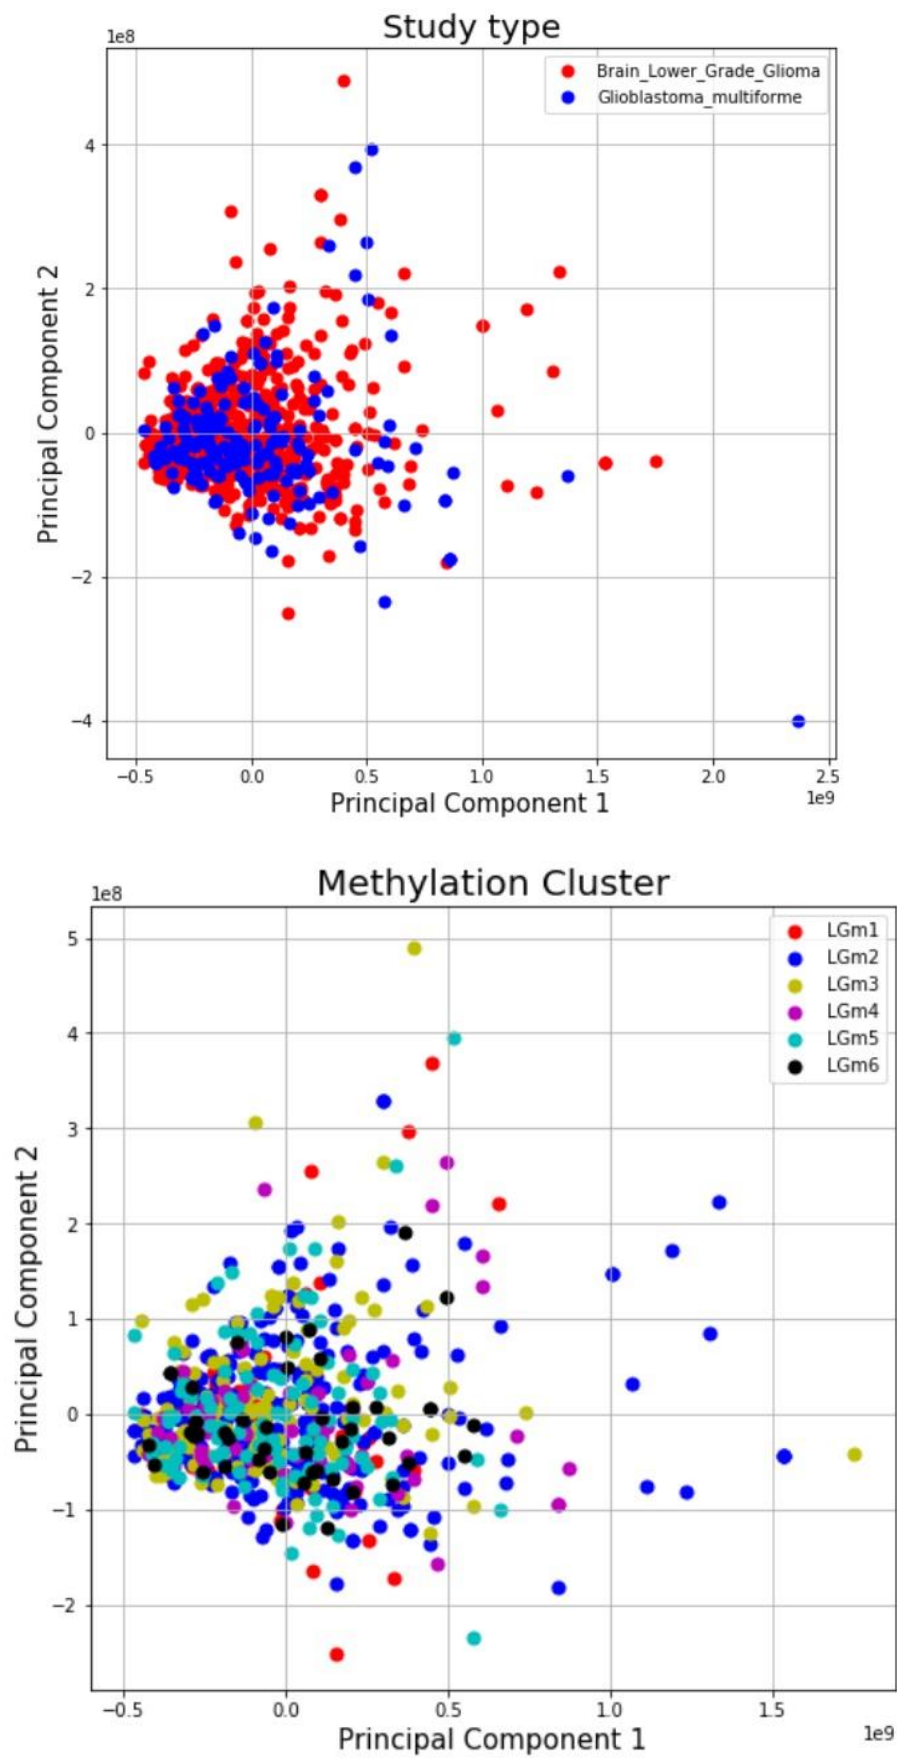 Study type
1e8
Brain_Lower_Grade_Glioma
Glioblastoma_multiforme
4
2
0
−2
−4
Principal Component 2
−0.5 0.0 0.5 1.0 1.5 2.0 2.5
1e9
Principal Component 1
Methylation Cluster
1e8
LGm1
LGm2
LGm3
LGm4
LGm5
LGm6
5
4
3
2
1
0
−1
−2
Principal Component 2
−0.5 0.0 0.5 1.0 1.5
1e9
Principal Component 1